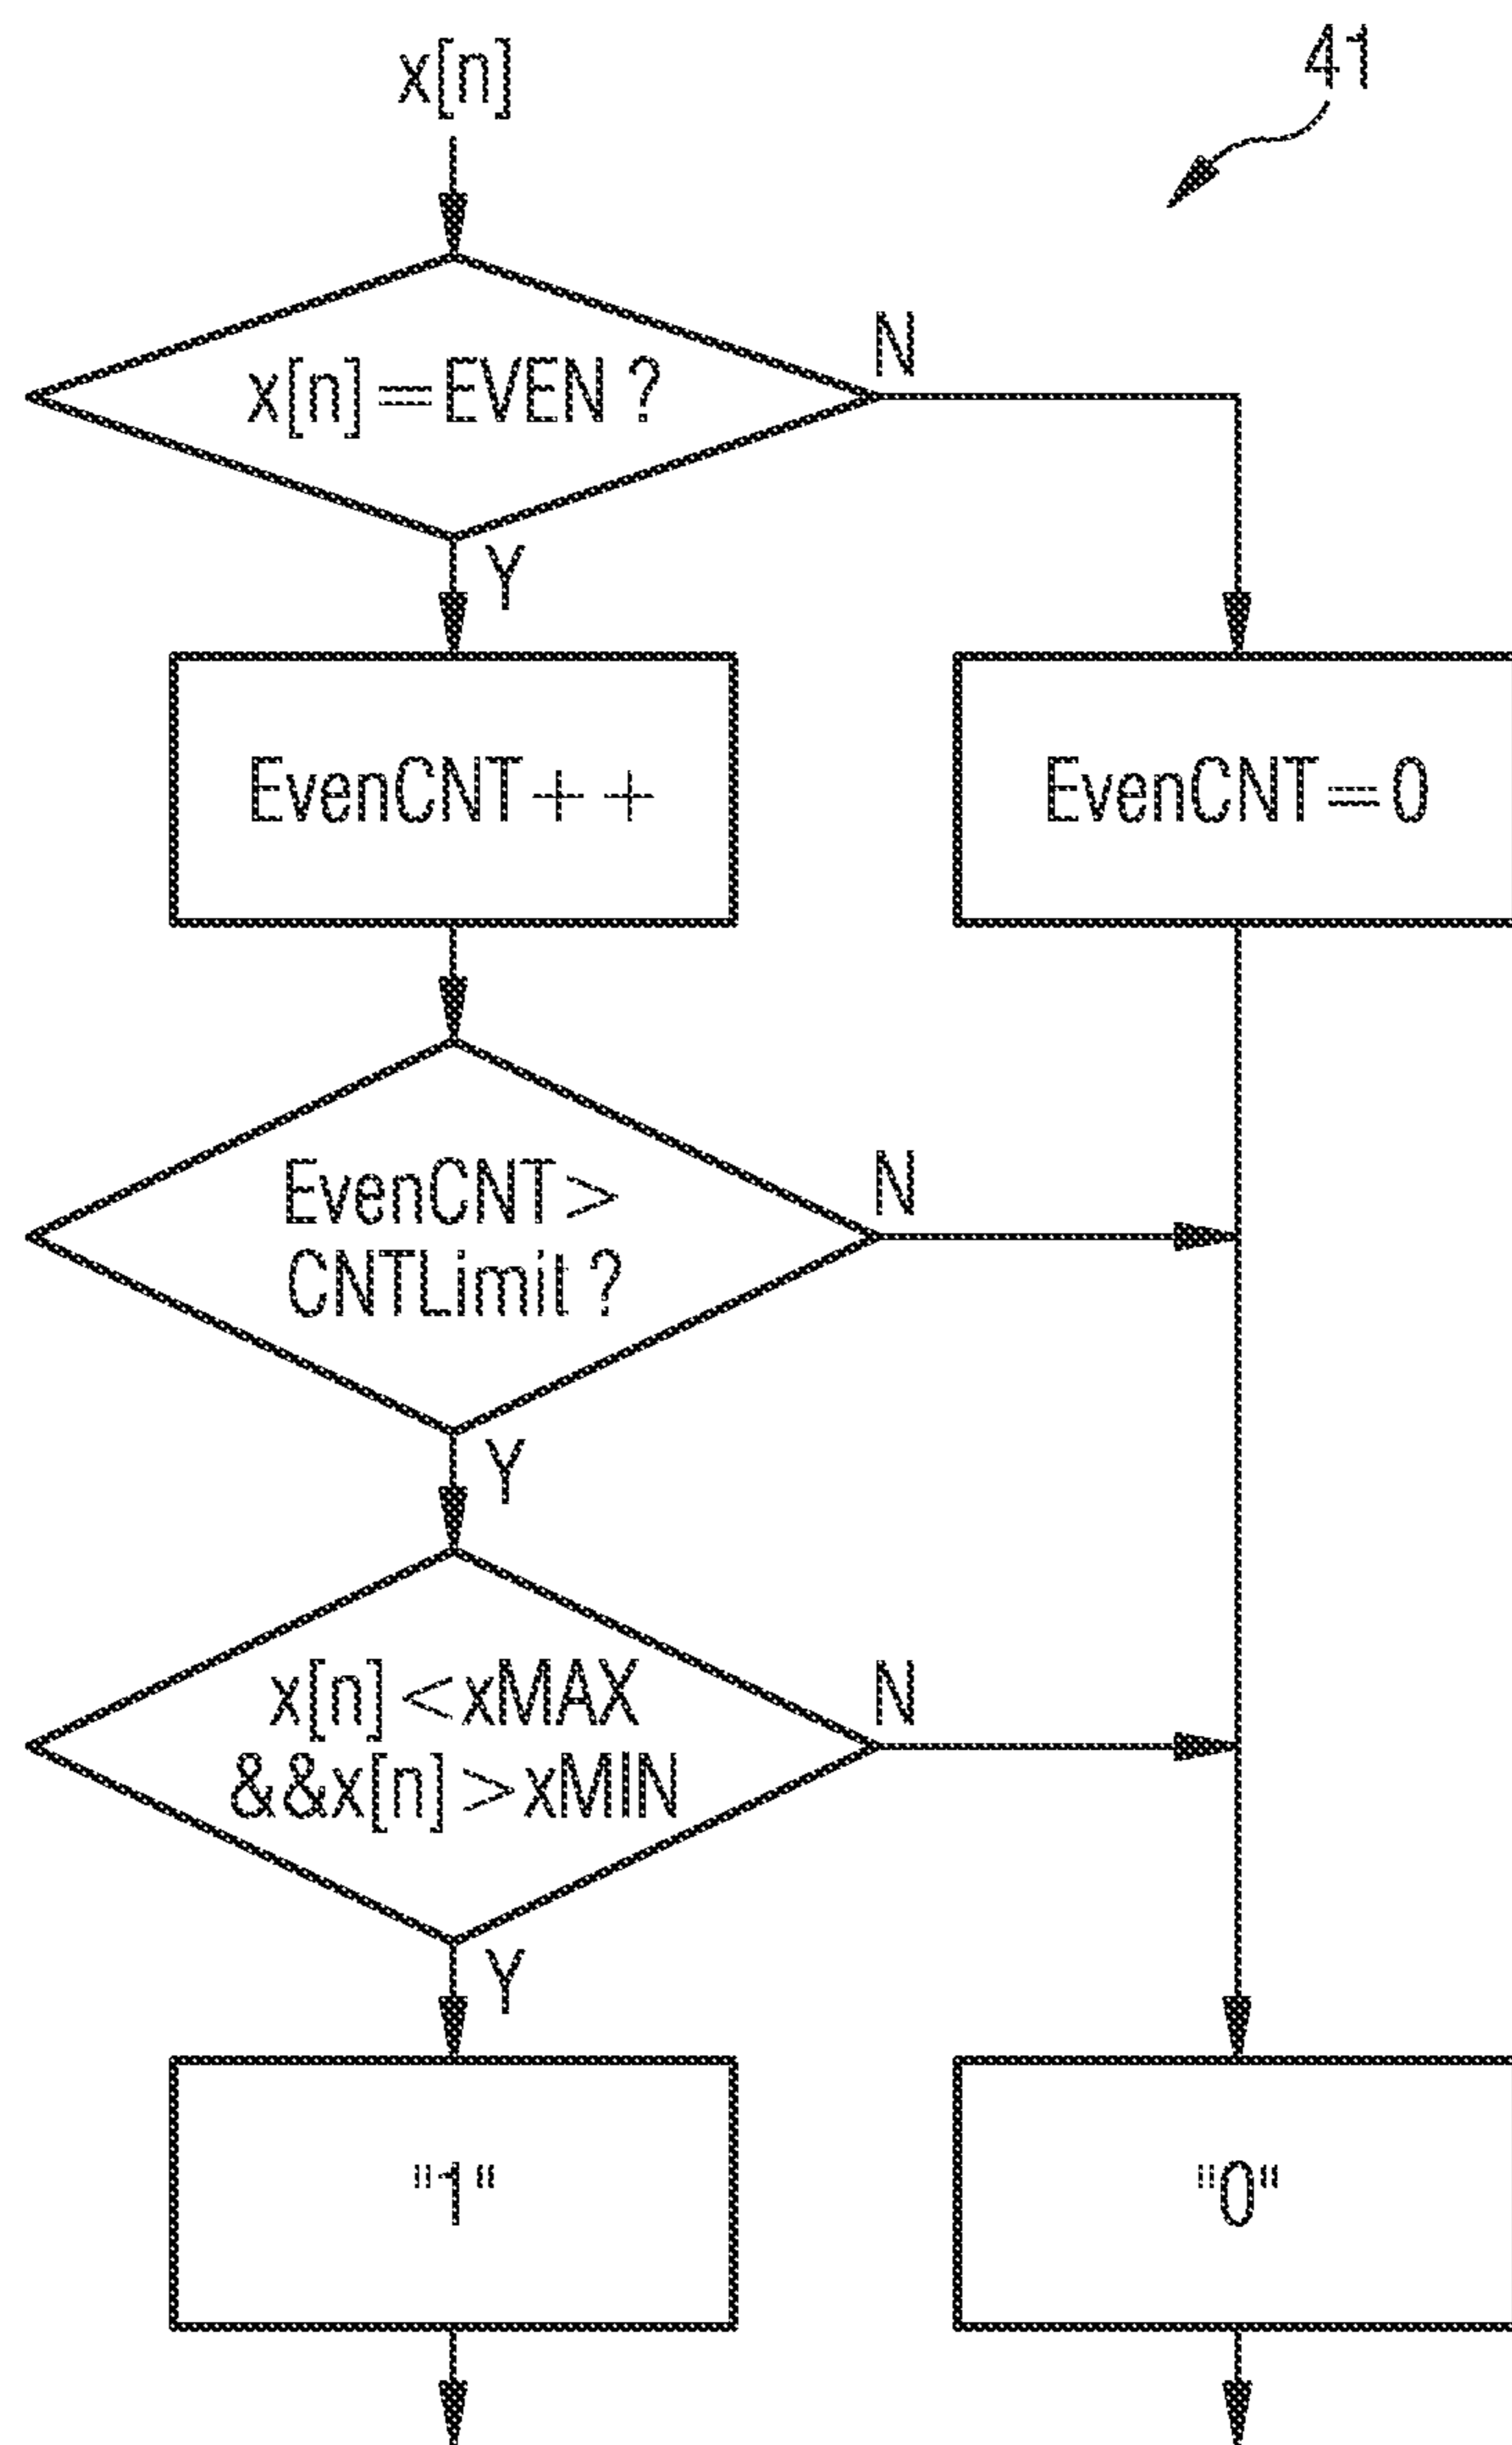 x[n]
41
x[n]=EVEN ?
N
Y
EvenCNT++
EvenCNT=0
EvenCNT>
CNTLimit ?
N
Y
x[n]<xMAX
&&x[n]>xMIN
N
Y
"1"
"0"